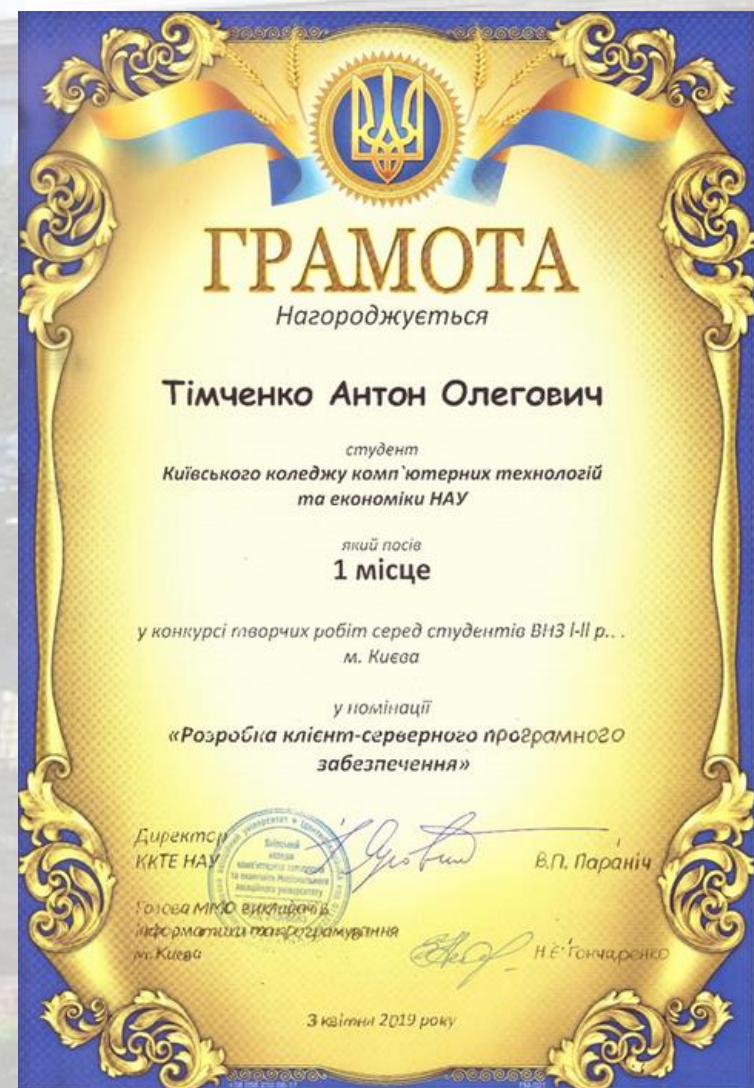 ГРАМОТА
Нагороджується
Тімченко Антон Олегович
студент
Київського коледжу комп`ютерних технологій
та економіки НАУ
який посів
1 місце
у конкурсі творчих робіт серед студентів ВНЗ І-ІІ р...
м. Києва
у номінації
«Розробка клієнт-серверного програмного
забезпечення»
Директор
ККТЕ НАУ
В.П. Параніч
Голова ММО викладачів
інформатики та програмування
м. Києва
Н.Є. Гончаренко
3 квітня 2019 року